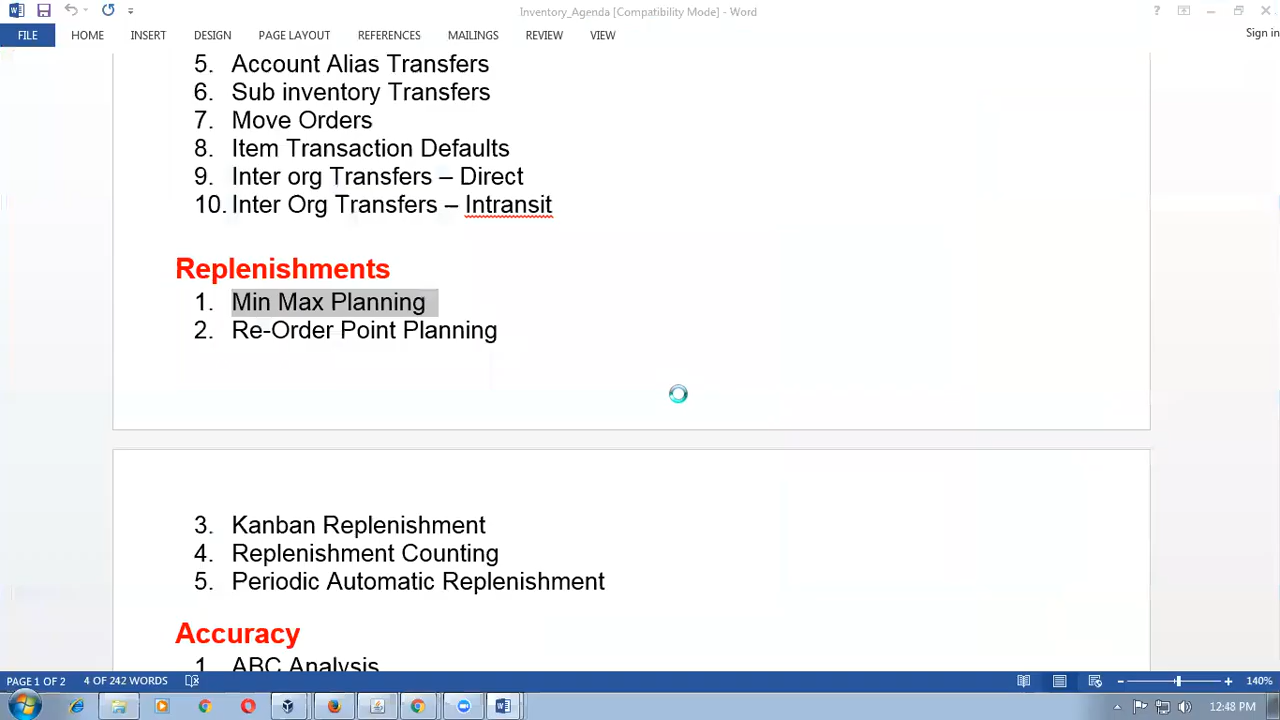 Inventory_Agenda [Compatibility Mode] - Word
?
FILE HOME INSERT DESIGN PAGE LAYOUT REFERENCES MAILINGS REVIEW VIEW Sign in
5. Account Alias Transfers
6. Sub inventory Transfers
7. Move Orders
8. Item Transaction Defaults
9. Inter org Transfers – Direct
10. Inter Org Transfers – Intransit
Replenishments
1. Min Max Planning
2. Re-Order Point Planning
3. Kanban Replenishment
4. Replenishment Counting
5. Periodic Automatic Replenishment
Accuracy
1. ABC Analysis
PAGE 1 OF 2 4 OF 242 WORDS 140%
12:48 PM